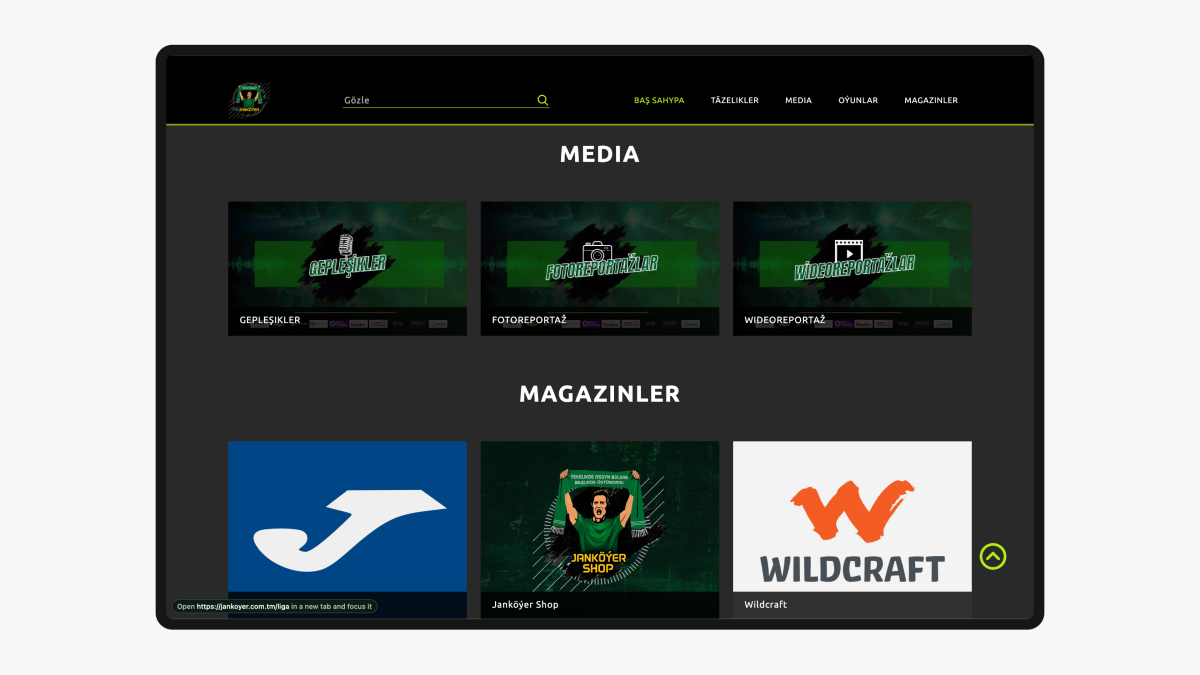 Gözle
BAŞ SAHYPA TÄZELIKLER MEDIA OÝUNLAR MAGAZINLER
MEDIA
GEPLEŞIKLER
FOTOREPORTAŽLAR
WIDEOREPORTAŽLAR
GEPLEŞIKLER
FOTOREPORTAŽ
WIDEOREPORTAŽ
MAGAZINLER
JANKÖÝER
SHOP
WILDCRAFT
Janköýer Shop
Wildcraft
Open https://jankoyer.com.tm/liga in a new tab and focus it